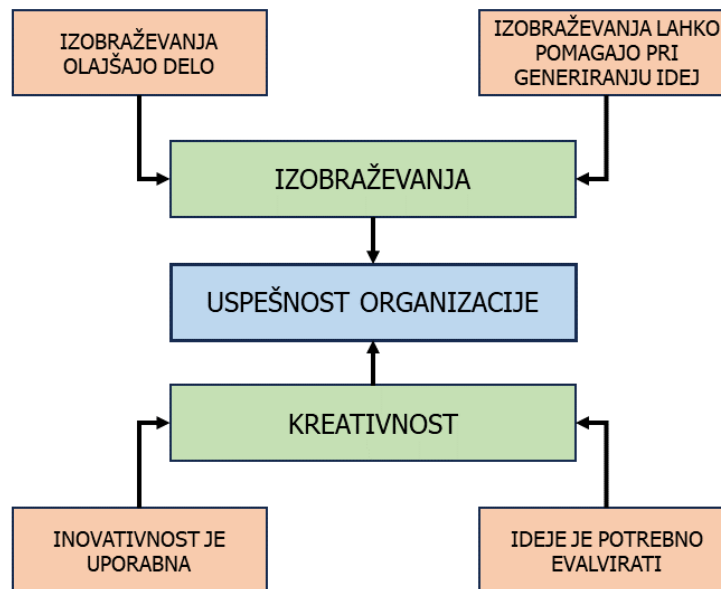 IZOBRAŽEVANJA
OLAJŠAJO DELO
IZOBRAŽEVANJA LAHKO
POMAGAJO PRI
GENERIRANJU IDEJ
IZOBRAŽEVANJA
USPEŠNOST ORGANIZACIJE
KREATIVNOST
INOVATIVNOST JE
UPORABNA
IDEJE JE POTREBNO
EVALVIRATI